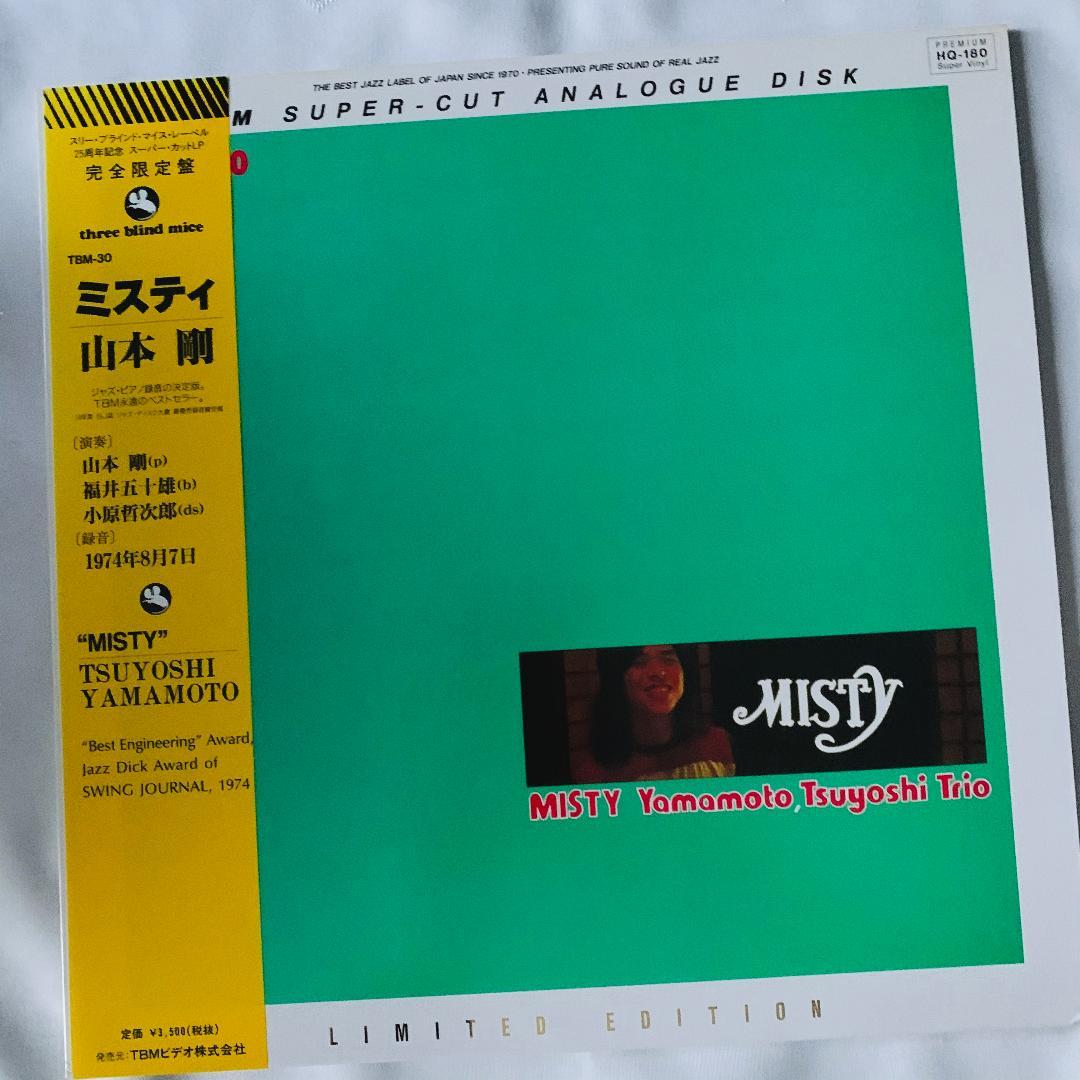 スリー・ブラインド・マイス・レーベル
25周年記念 スーパー・カットLP
完全限定盤
three blind mice
TBM-30
ミスティ
山本 剛
ジャズ・ピアノ録音の決定版。
TBM永遠のベストセラー。
〔演奏〕
山本 剛(p)
福井五十雄(b)
小原哲次郎(ds)
〔録音〕
1974年8月7日
“MISTY”
TSUYOSHI
YAMAMOTO
“Best Engineering” Award,
Jazz Dick Award of
SWING JOURNAL, 1974
定価 ¥3,500(税抜)
発売元:TBMビデオ株式会社
THE BEST JAZZ LABEL OF JAPAN SINCE 1970・PRESENTING PURE SOUND OF REAL JAZZ
M SUPER-CUT ANALOGUE DISK
PREMIUM
HQ-180
Super Vinyl
0
MISTY
MISTY Yamamoto,Tsuyoshi Trio
LIMITED EDITION